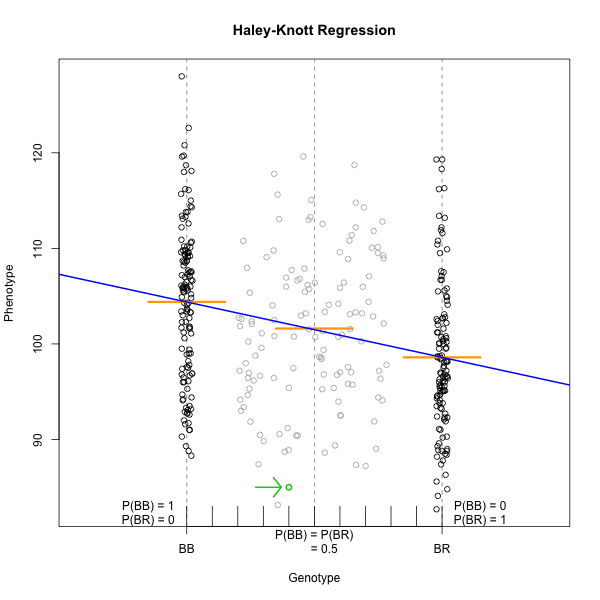 Haley-Knott Regression
Phenotype
120
110
100
90
P(BB) = 1
P(BR) = 0
P(BB) = 0
P(BR) = 1
P(BB) = P(BR)
= 0.5
BB
BR
Genotype